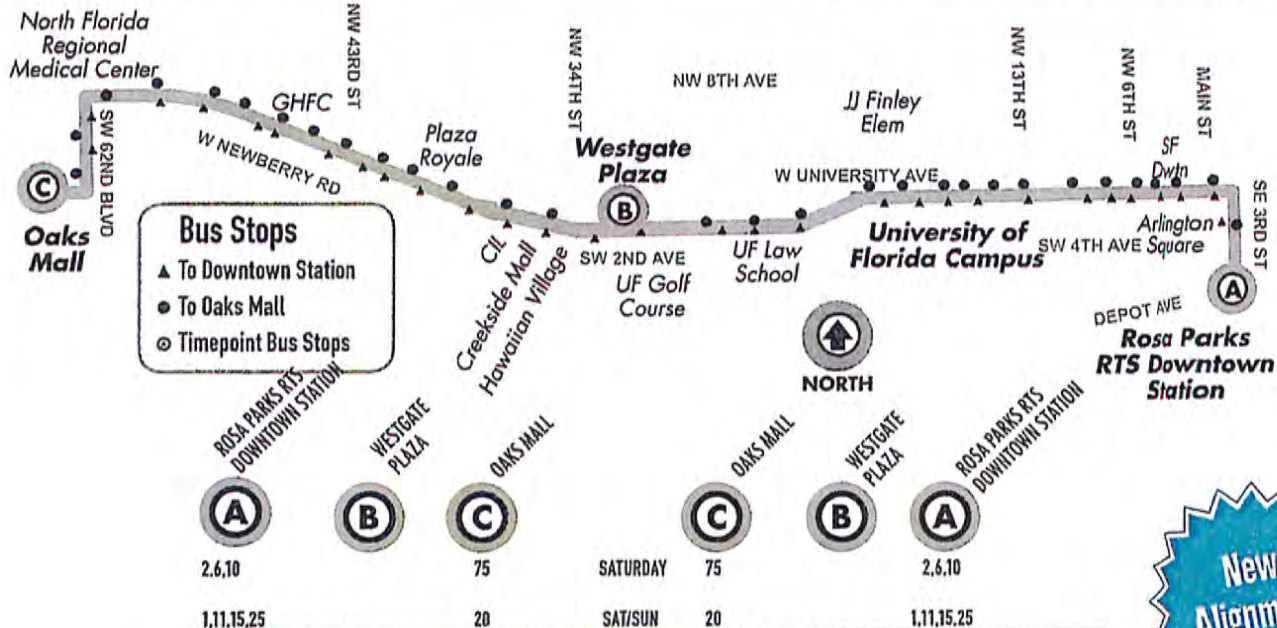 North Florida
Regional
Medical Center
NW 43RD ST
NW 34TH ST
NW 8TH AVE
NW 13TH ST
NW 6TH ST
MAIN ST
GHFC
JJ Finley
Elem
SW 62ND BLVD
W NEWBERRY RD
Plaza
Royale
Westgate
Plaza
B
W UNIVERSITY AVE
SF
Dwtn
SE 3RD ST
C
Oaks
Mall
Bus Stops
To Downtown Station
To Oaks Mall
Timepoint Bus Stops
CIL
Creekside Mall
Hawaiian Village
SW 2ND AVE
UF Golf
Course
UF Law
School
University of
Florida Campus
SW 4TH AVE
Arlington
Square
A
DEPOT AVE
Rosa Parks
RTS Downtown
Station
NORTH
ROSA PARKS RTS
DOWNTOWN STATION
WESTGATE
PLAZA
OAKS MALL
OAKS MALL
WESTGATE
PLAZA
ROSA PARKS RTS
DOWNTOWN STATION
A B C C B A
2,6,10 75 SATURDAY 75 2,6,10
1,11,15,25 20 SAT/SUN 20 1,11,15,25
New